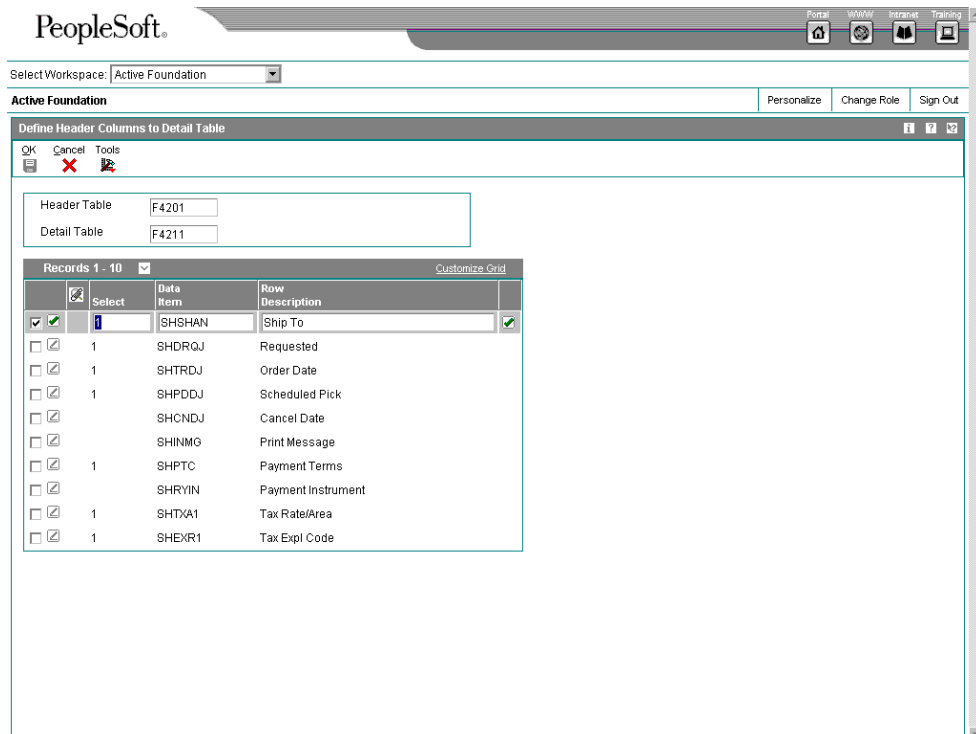 PeopleSoft.
Portal WWW Intranet Training
Select Workspace: Active Foundation
Active Foundation Personalize Change Role Sign Out
Define Header Columns to Detail Table
OK Cancel Tools
Header Table F4201
Detail Table F4211
Records 1 - 10 Customize Grid
Select Data Item Row Description
1 SHSHAN Ship To
1 SHDRQJ Requested
1 SHTRDJ Order Date
1 SHPDDJ Scheduled Pick
SHCNDJ Cancel Date
SHINMG Print Message
1 SHPTC Payment Terms
SHRYIN Payment Instrument
1 SHTXA1 Tax Rate/Area
1 SHEXR1 Tax Expl Code